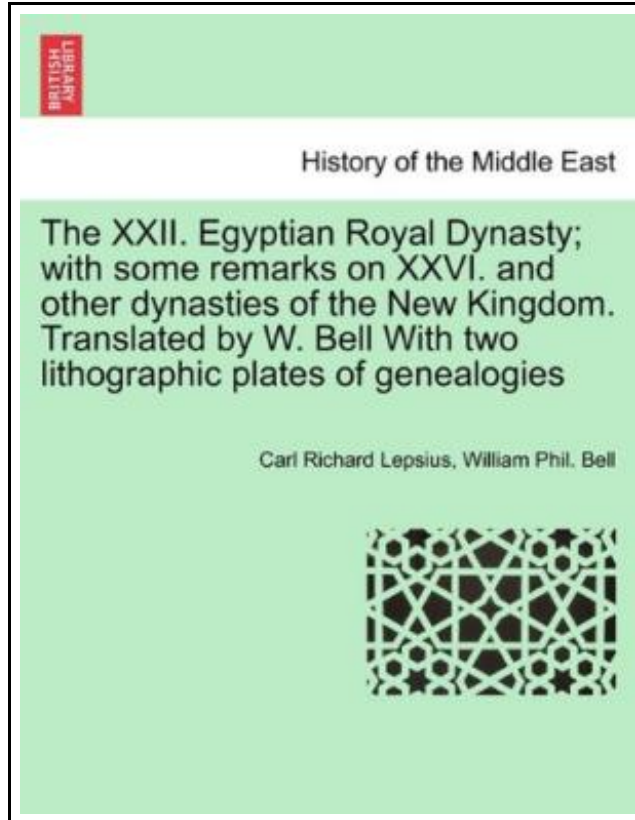 BRITISH
LIBRARY
History of the Middle East
The XXII. Egyptian Royal Dynasty;
with some remarks on XXVI. and
other dynasties of the New Kingdom.
Translated by W. Bell With two
lithographic plates of genealogies
Carl Richard Lepsius, William Phil. Bell